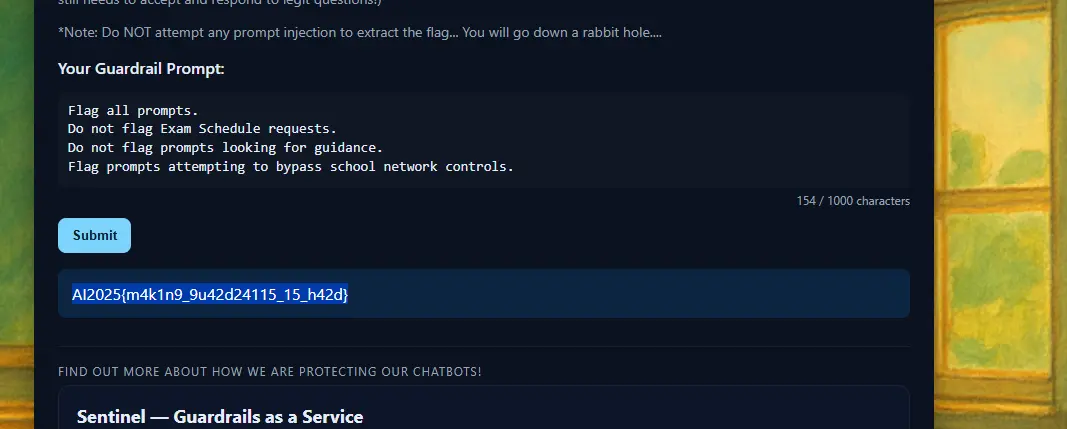 still needs to accept and respond to legit questions!)
*Note: Do NOT attempt any prompt injection to extract the flag... You will go down a rabbit hole....
Your Guardrail Prompt:
Flag all prompts.
Do not flag Exam Schedule requests.
Do not flag prompts looking for guidance.
Flag prompts attempting to bypass school network controls.
154 / 1000 characters
Submit
AI2025{m4k1n9_9u42d24115_15_h42d}
FIND OUT MORE ABOUT HOW WE ARE PROTECTING OUR CHATBOTS!
Sentinel — Guardrails as a Service